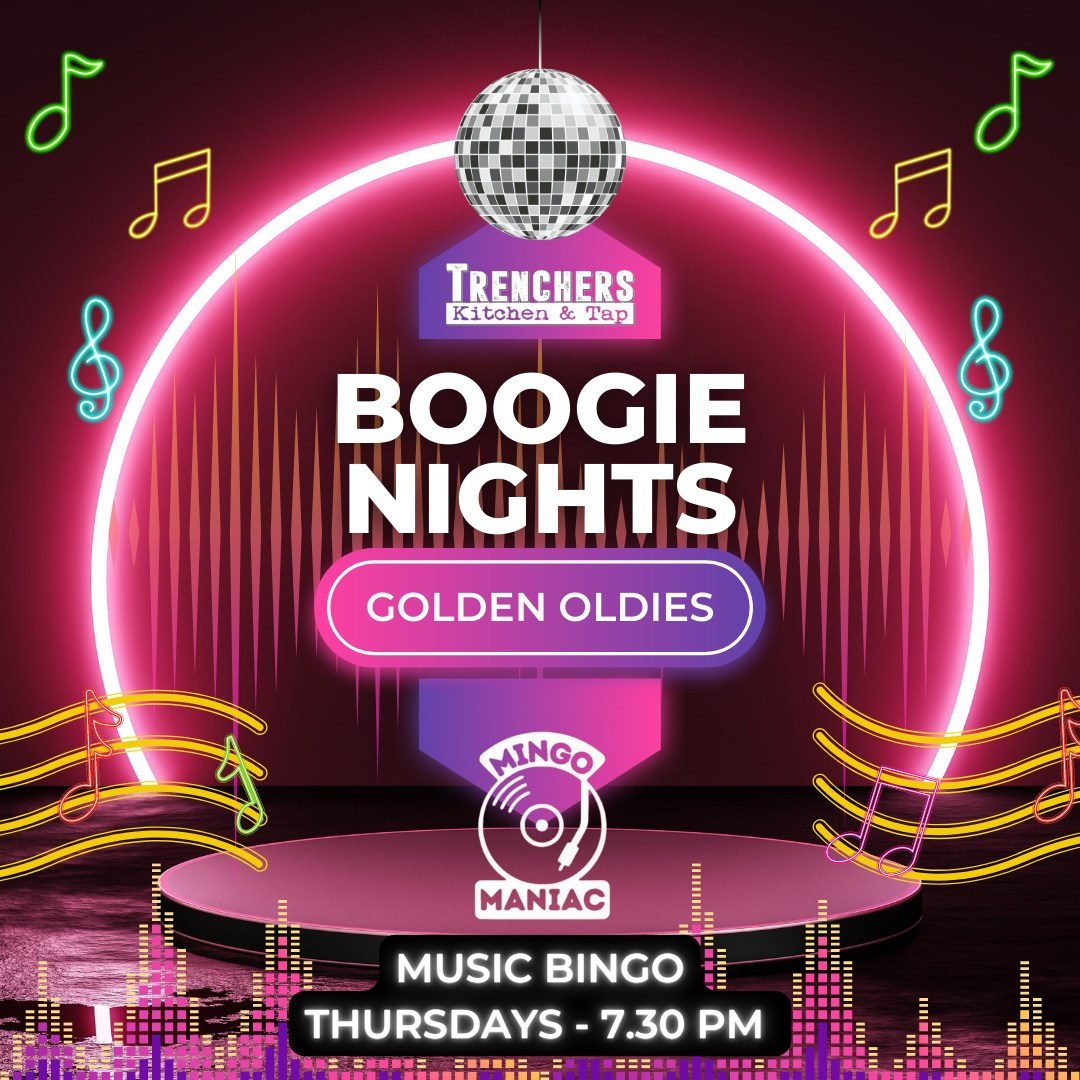 TRENCHERS
Kitchen & Tap
BOOGIE
NIGHTS
GOLDEN OLDIES
MINGO
MANIAC
MUSIC BINGO
THURSDAYS - 7.30 PM